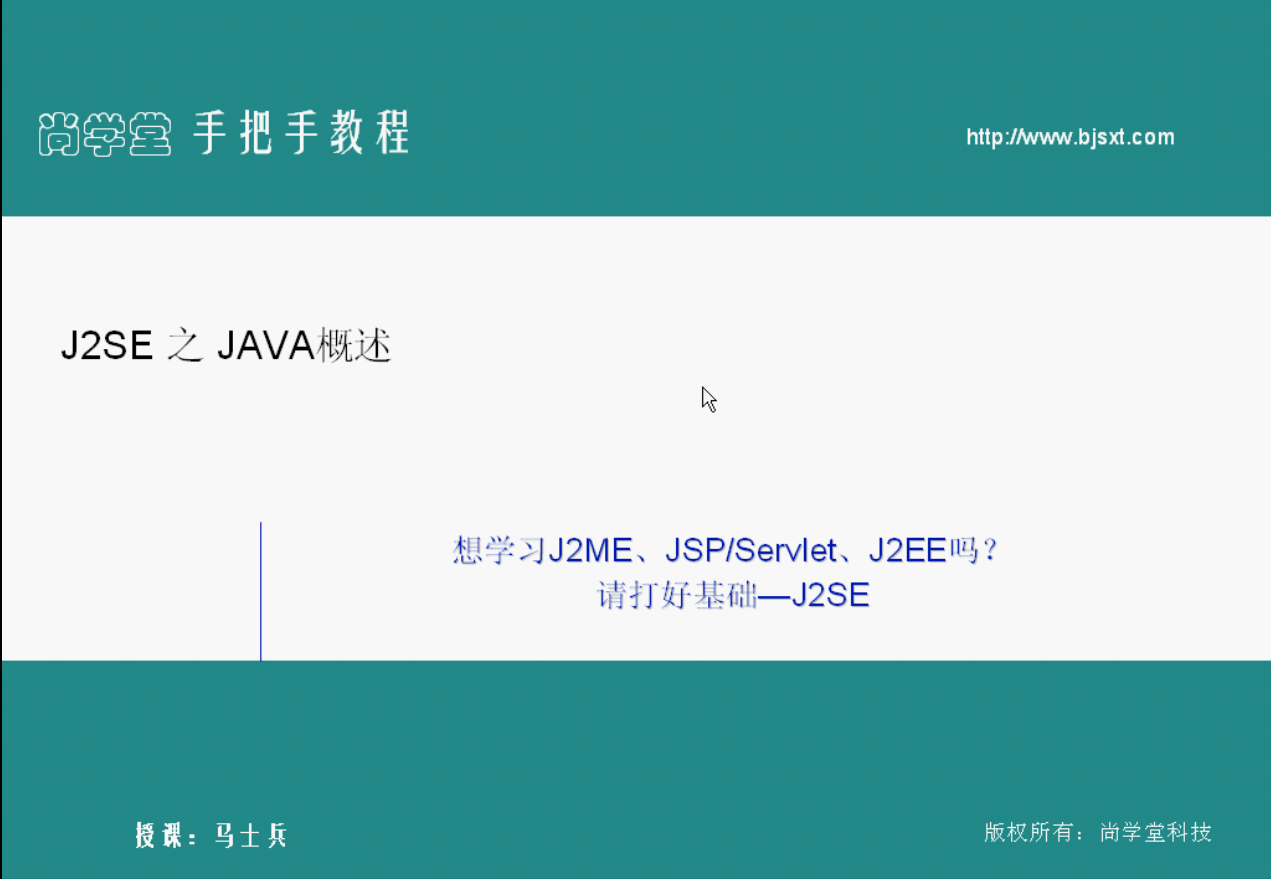 尚学堂 手把手教程
http://www.bjsxt.com
J2SE 之 JAVA概述
想学习J2ME、JSP/Servlet、J2EE吗？
请打好基础—J2SE
授课：马士兵
版权所有：尚学堂科技